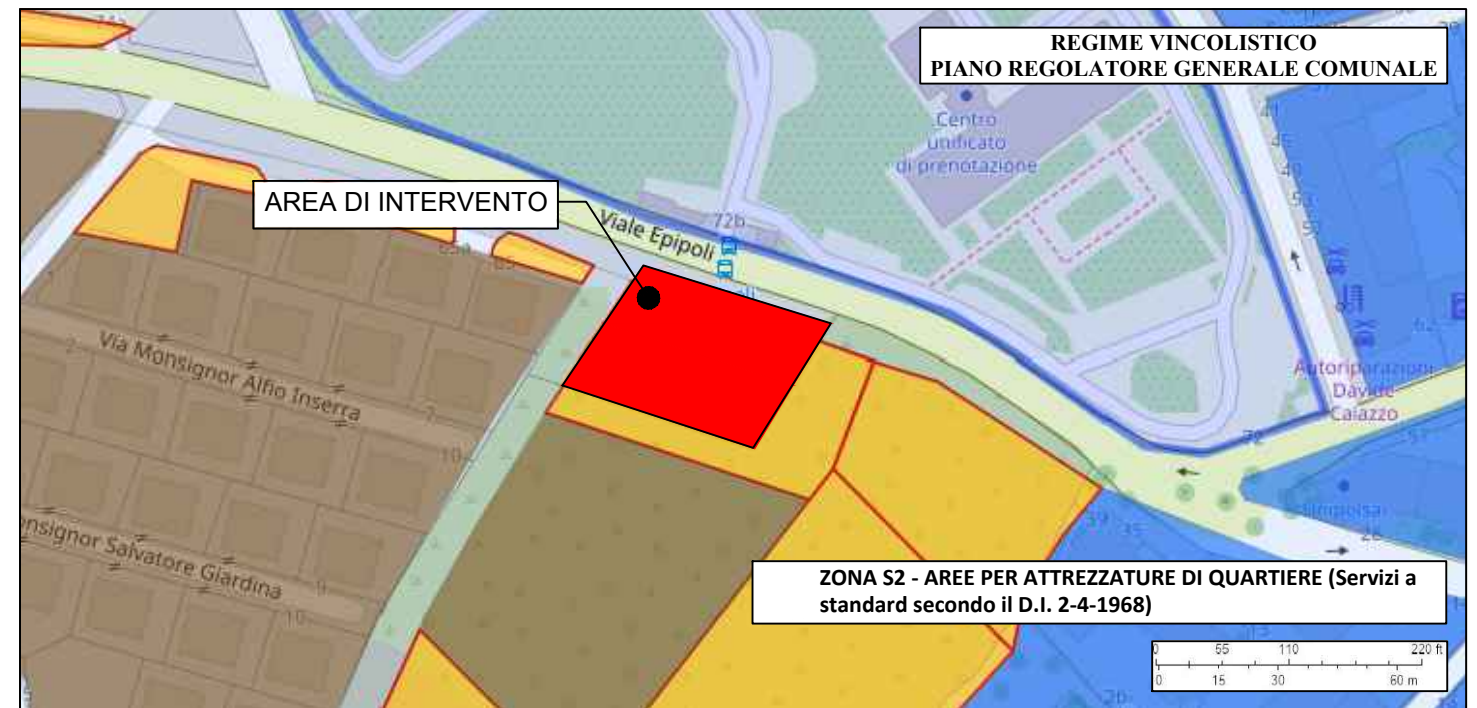 REGIME VINCOLISTICO
PIANO REGOLATORE GENERALE COMUNALE
Centro
unificato
di prenotazione
AREA DI INTERVENTO
Viale Epipoli
72b
Via Monsignor Alfio Inserra
Autoriparazioni
Davide
Caiazzo
62
72
nsignor Salvatore Giardina
ZONA S2 - AREE PER ATTREZZATURE DI QUARTIERE (Servizi a
standard secondo il D.I. 2-4-1968)
0 55 110 220 ft
0 15 30 60 m